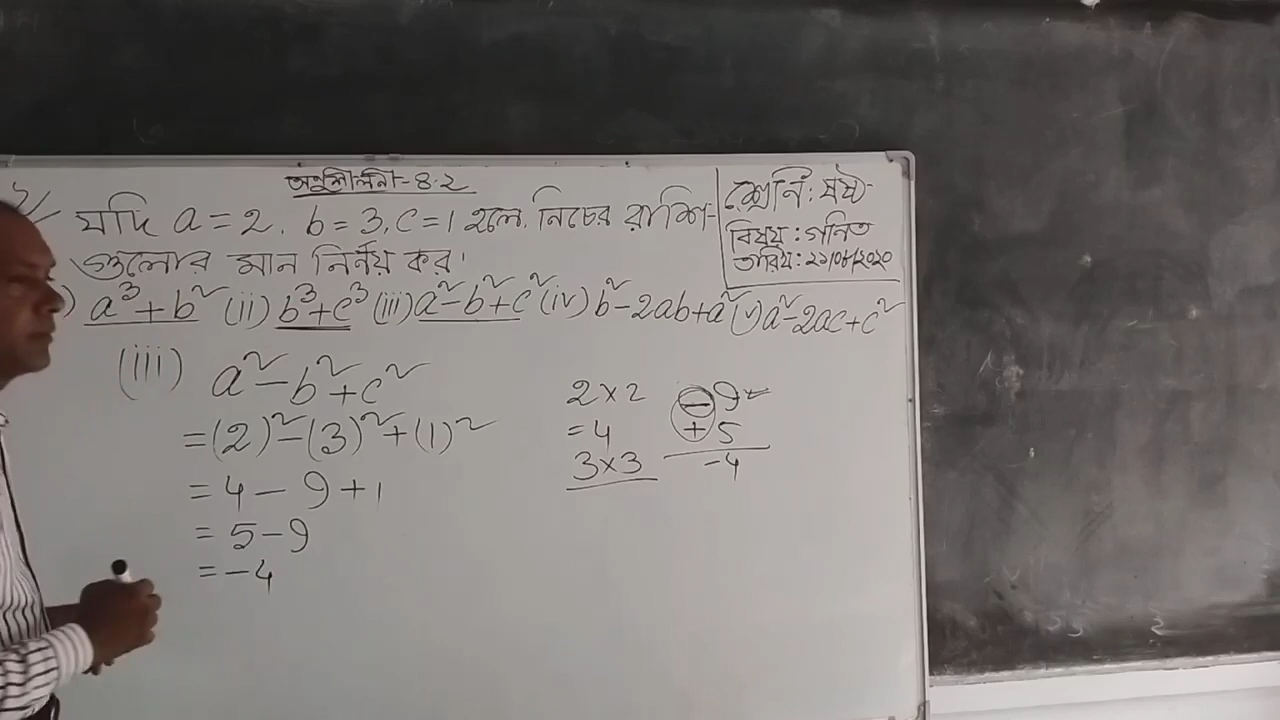 অনুশীলনী-৪.২
যদি a = 2, b = 3, c = 1 হলে, নিচের রাশি-
গুলোর মান নির্নয় কর।
শ্রেনি: ষষ্ঠ
বিষয় : গনিত
তারিখ: ২১/০৮/২০২০
a³ + b² (ii) b³ + c³ (iii) a² - b² + c² (iv) b² - 2ab + a² (v) a² - 2ac + c²
(iii) a² - b² + c²
= (2)² - (3)² + (1)²
= 4 - 9 + 1
= 5 - 9
= -4
2×2
= 4
3×3
- 9
+ 5
-4